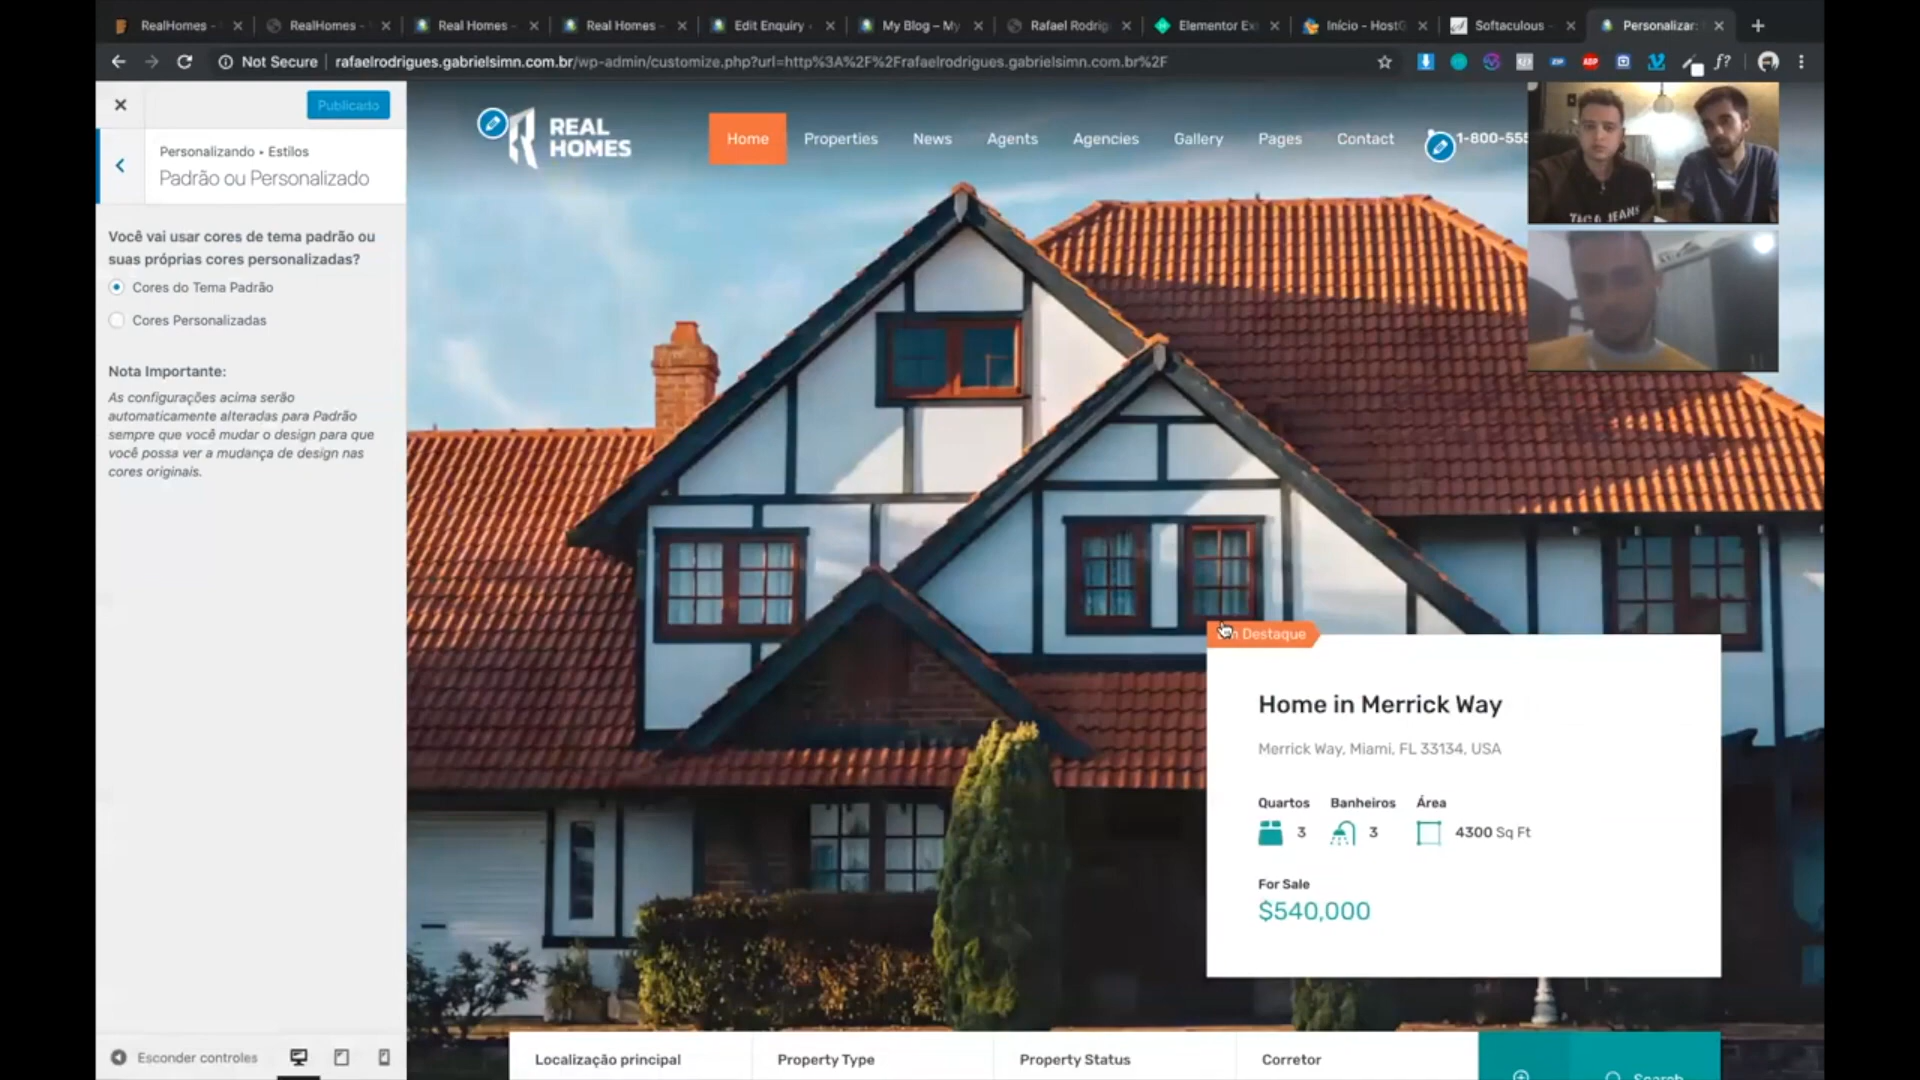 RealHomes -
RealHomes -
Real Homes -
Real Homes -
Edit Enquiry
My Blog – My
Rafael Rodrig
Elementor Ex
Início - HostG
Softaculous -
Personalizar:
Not Secure
rafaelrodrigues.gabrielsimn.com.br/wp-admin/customize.php?url=http%3A%2F%2Frafaelrodrigues.gabrielsimn.com.br%2F
Publicado
Personalizando • Estilos
Padrão ou Personalizado
Você vai usar cores de tema padrão ou
suas próprias cores personalizadas?
Cores do Tema Padrão
Cores Personalizadas
Nota Importante:
As configurações acima serão
automaticamente alteradas para Padrão
sempre que você mudar o design para que
você possa ver a mudança de design nas
cores originais.
Esconder controles
REAL
HOMES
Home
Properties
News
Agents
Agencies
Gallery
Pages
Contact
1-800-555
Destaque
Home in Merrick Way
Merrick Way, Miami, FL 33134, USA
Quartos Banheiros Área
3 3 4300 Sq Ft
For Sale
$540,000
Localização principal
Property Type
Property Status
Corretor
Search